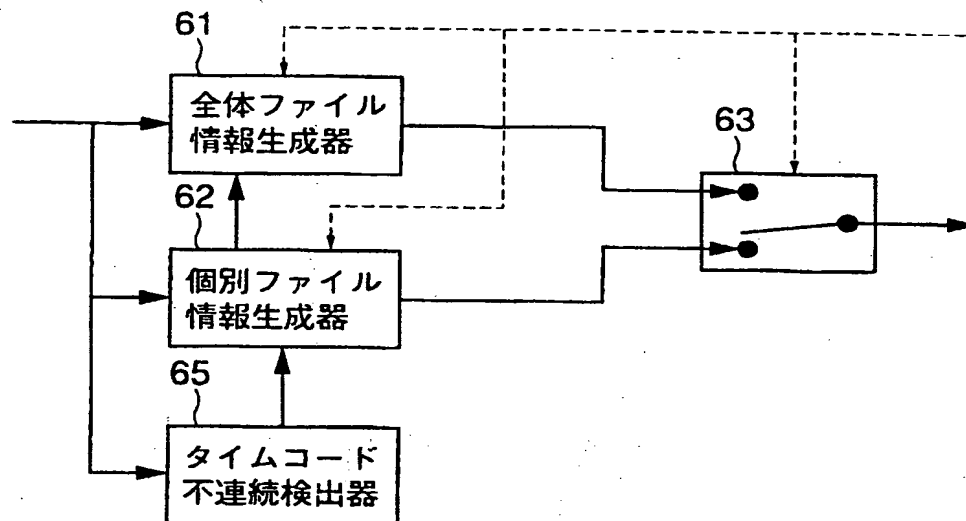 61
全体ファイル
情報生成器
63
62
個別ファイル
情報生成器
65
タイムコード
不連続検出器